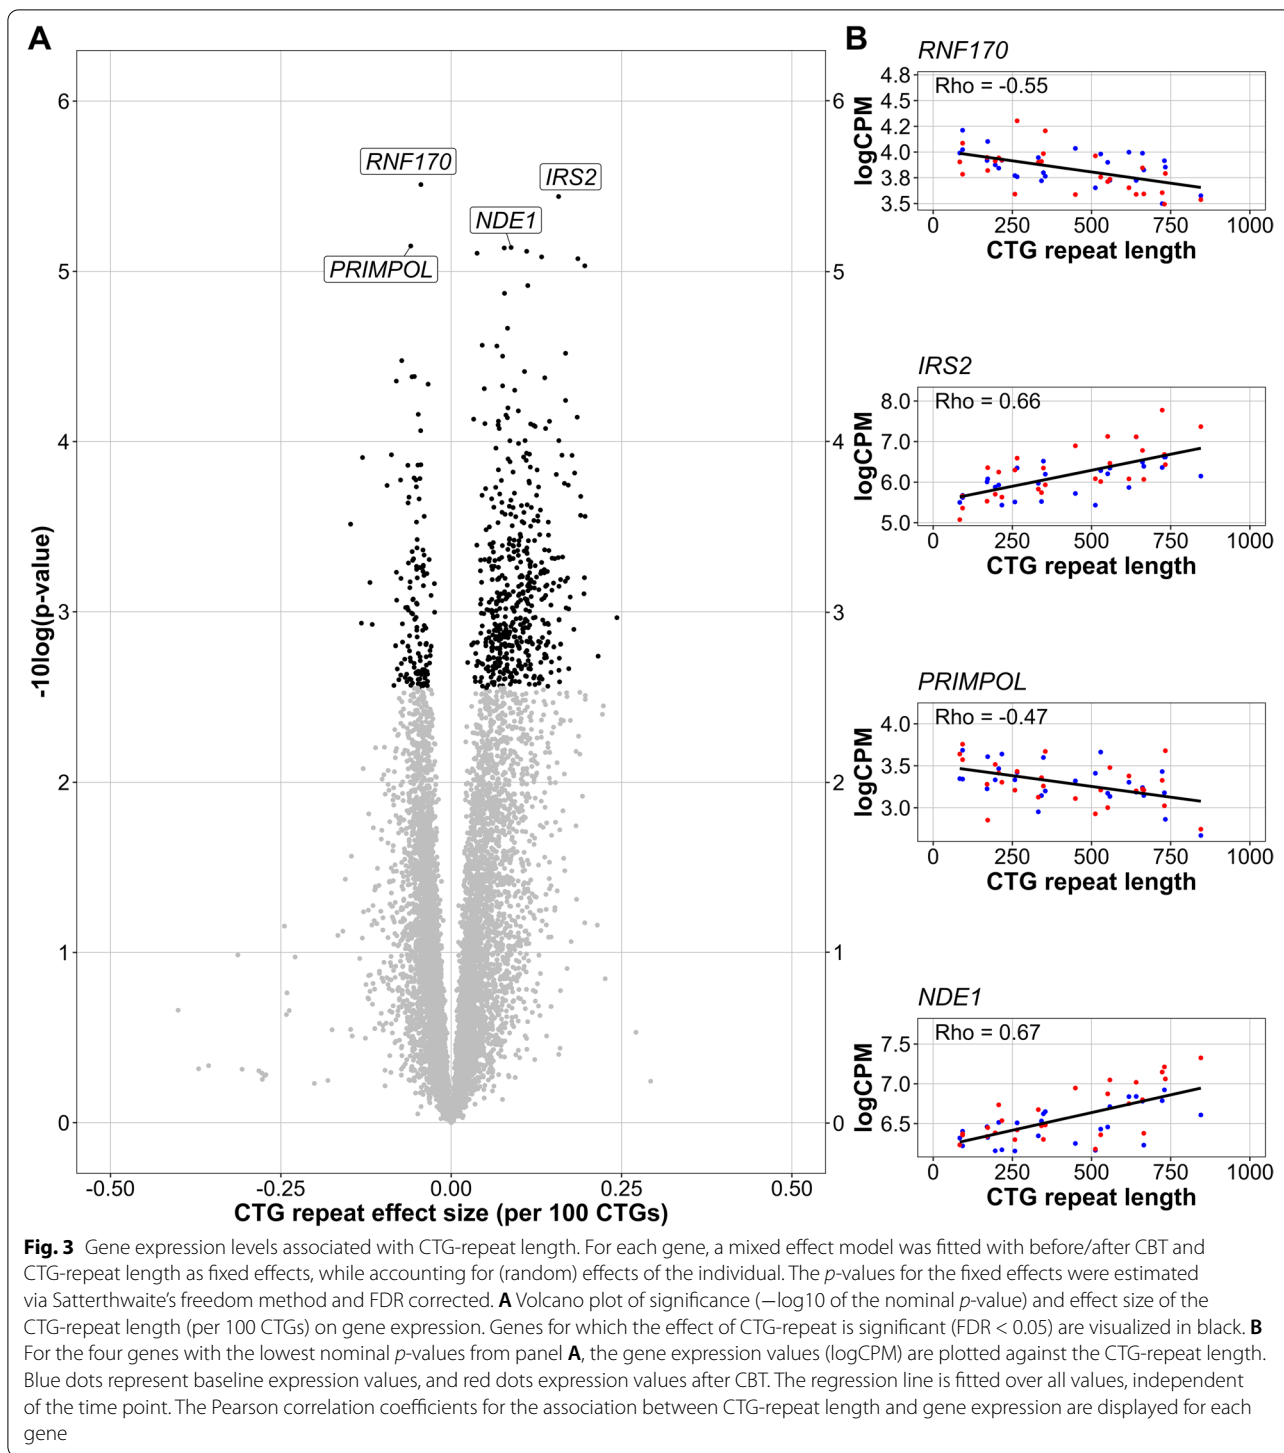 A
-10log(p-value)
6
5
4
3
2
1
0
RNF170
IRS2
NDE1
PRIMPOL
6
5
4
3
2
1
0
-0.50
-0.25
0.00
0.25
0.50
CTG repeat effect size (per 100 CTGs)
B
RNF170
Rho = -0.55
logCPM
4.8
4.5
4.2
4.0
3.8
3.5
0
250
500
750
1000
CTG repeat length
IRS2
Rho = 0.66
logCPM
8.0
7.0
6.0
5.0
0
250
500
750
1000
CTG repeat length
PRIMPOL
Rho = -0.47
logCPM
4.0
3.5
3.0
0
250
500
750
1000
CTG repeat length
NDE1
Rho = 0.67
logCPM
7.5
7.0
6.5
0
250
500
750
1000
CTG repeat length
Fig. 3 Gene expression levels associated with CTG-repeat length. For each gene, a mixed effect model was fitted with before/after CBT and
CTG-repeat length as fixed effects, while accounting for (random) effects of the individual. The p-values for the fixed effects were estimated
via Satterthwaite's freedom method and FDR corrected. A Volcano plot of significance (−log10 of the nominal p-value) and effect size of the
CTG-repeat length (per 100 CTGs) on gene expression. Genes for which the effect of CTG-repeat is significant (FDR < 0.05) are visualized in black. B
For the four genes with the lowest nominal p-values from panel A, the gene expression values (logCPM) are plotted against the CTG-repeat length.
Blue dots represent baseline expression values, and red dots expression values after CBT. The regression line is fitted over all values, independent
of the time point. The Pearson correlation coefficients for the association between CTG-repeat length and gene expression are displayed for each
gene